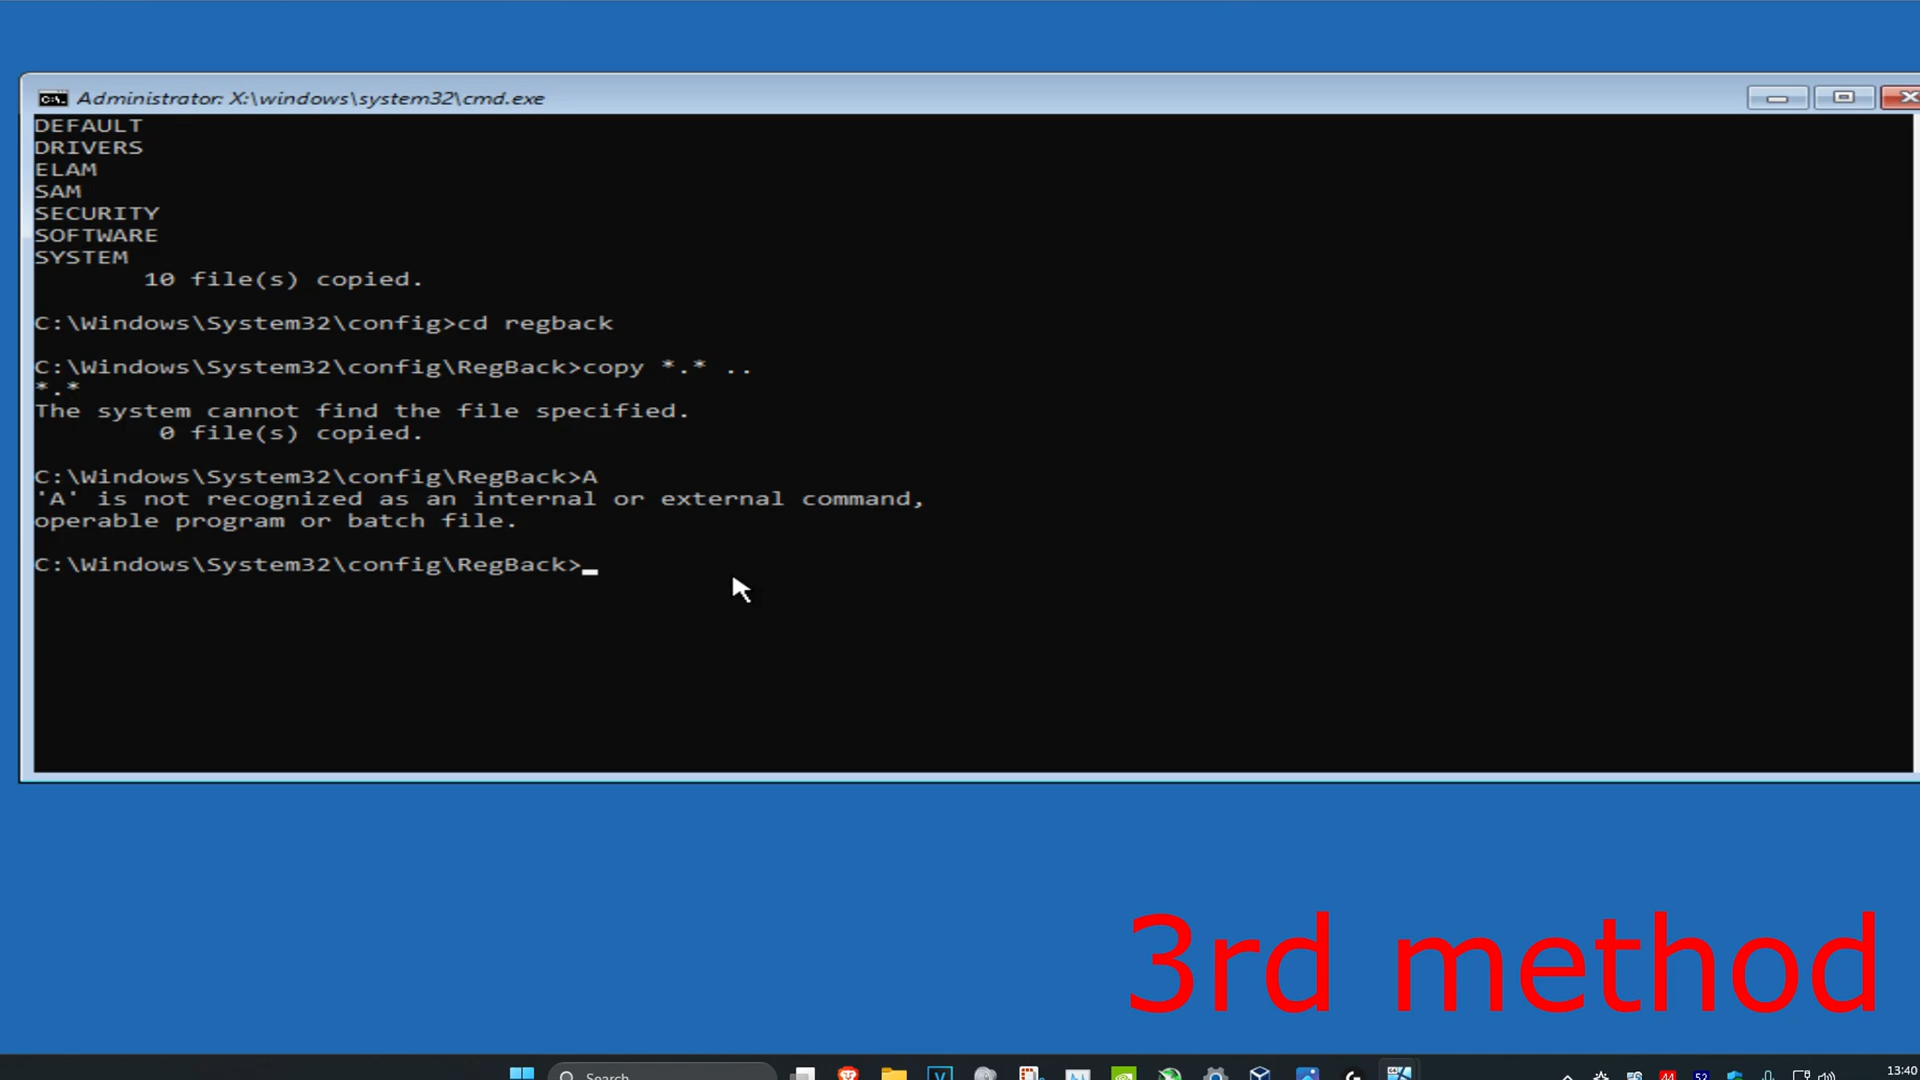 Administrator: X:\windows\system32\cmd.exe
DEFAULT
DRIVERS
ELAM
SAM
SECURITY
SOFTWARE
SYSTEM
10 file(s) copied.
C:\Windows\System32\config>cd regback
C:\Windows\System32\config\RegBack>copy *.* ..
*.*
The system cannot find the file specified.
0 file(s) copied.
C:\Windows\System32\config\RegBack>A
'A' is not recognized as an internal or external command,
operable program or batch file.
C:\Windows\System32\config\RegBack>_
3rd method
Search
44
52
13:40